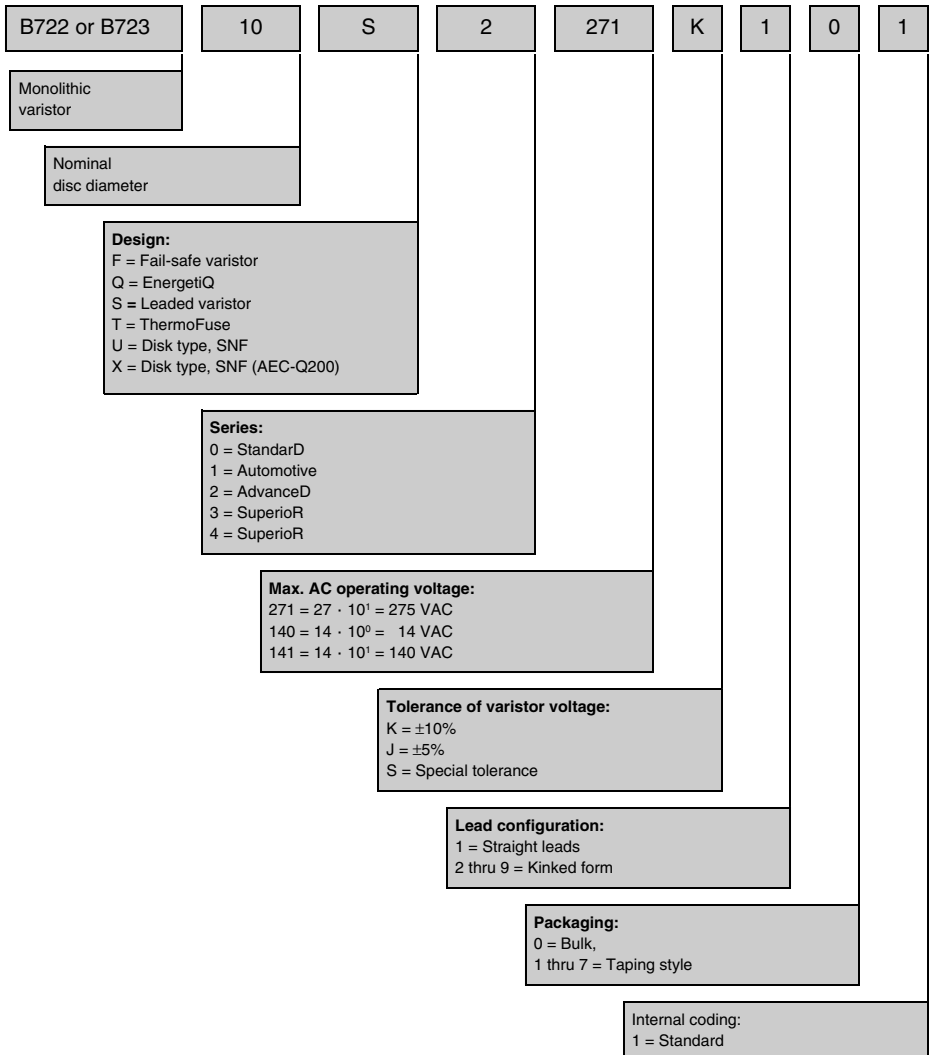 B722 or B723 10 S 2 271 K 1 0 1
Monolithic
varistor
Nominal
disc diameter
Design:
F = Fail-safe varistor
Q = EnergetiQ
S = Leaded varistor
T = ThermoFuse
U = Disk type, SNF
X = Disk type, SNF (AEC-Q200)
Series:
0 = StandarD
1 = Automotive
2 = AdvanceD
3 = SuperioR
4 = SuperioR
Max. AC operating voltage:
271 = 27 · 10¹ = 275 VAC
140 = 14 · 10⁰ = 14 VAC
141 = 14 · 10¹ = 140 VAC
Tolerance of varistor voltage:
K = ±10%
J = ±5%
S = Special tolerance
Lead configuration:
1 = Straight leads
2 thru 9 = Kinked form
Packaging:
0 = Bulk,
1 thru 7 = Taping style
Internal coding:
1 = Standard